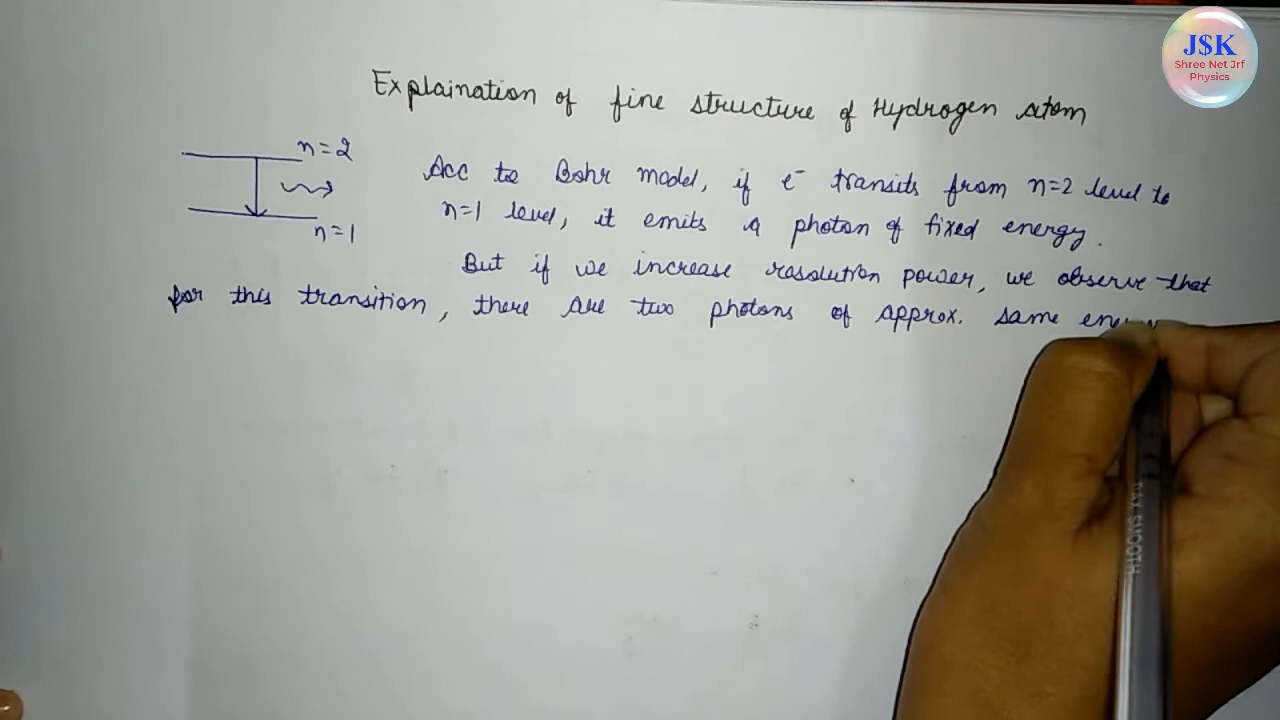 J$K
Shree Net Jrf
Physics
Explaination of fine structure of Hydrogen atom
n=2
n=1
Acc to Bohr model, if e⁻ transits from n=2 level to
n=1 level, it emits a photon of fixed energy.
But if we increase resolution power, we observe that
for this transition, there are two photons of approx. same